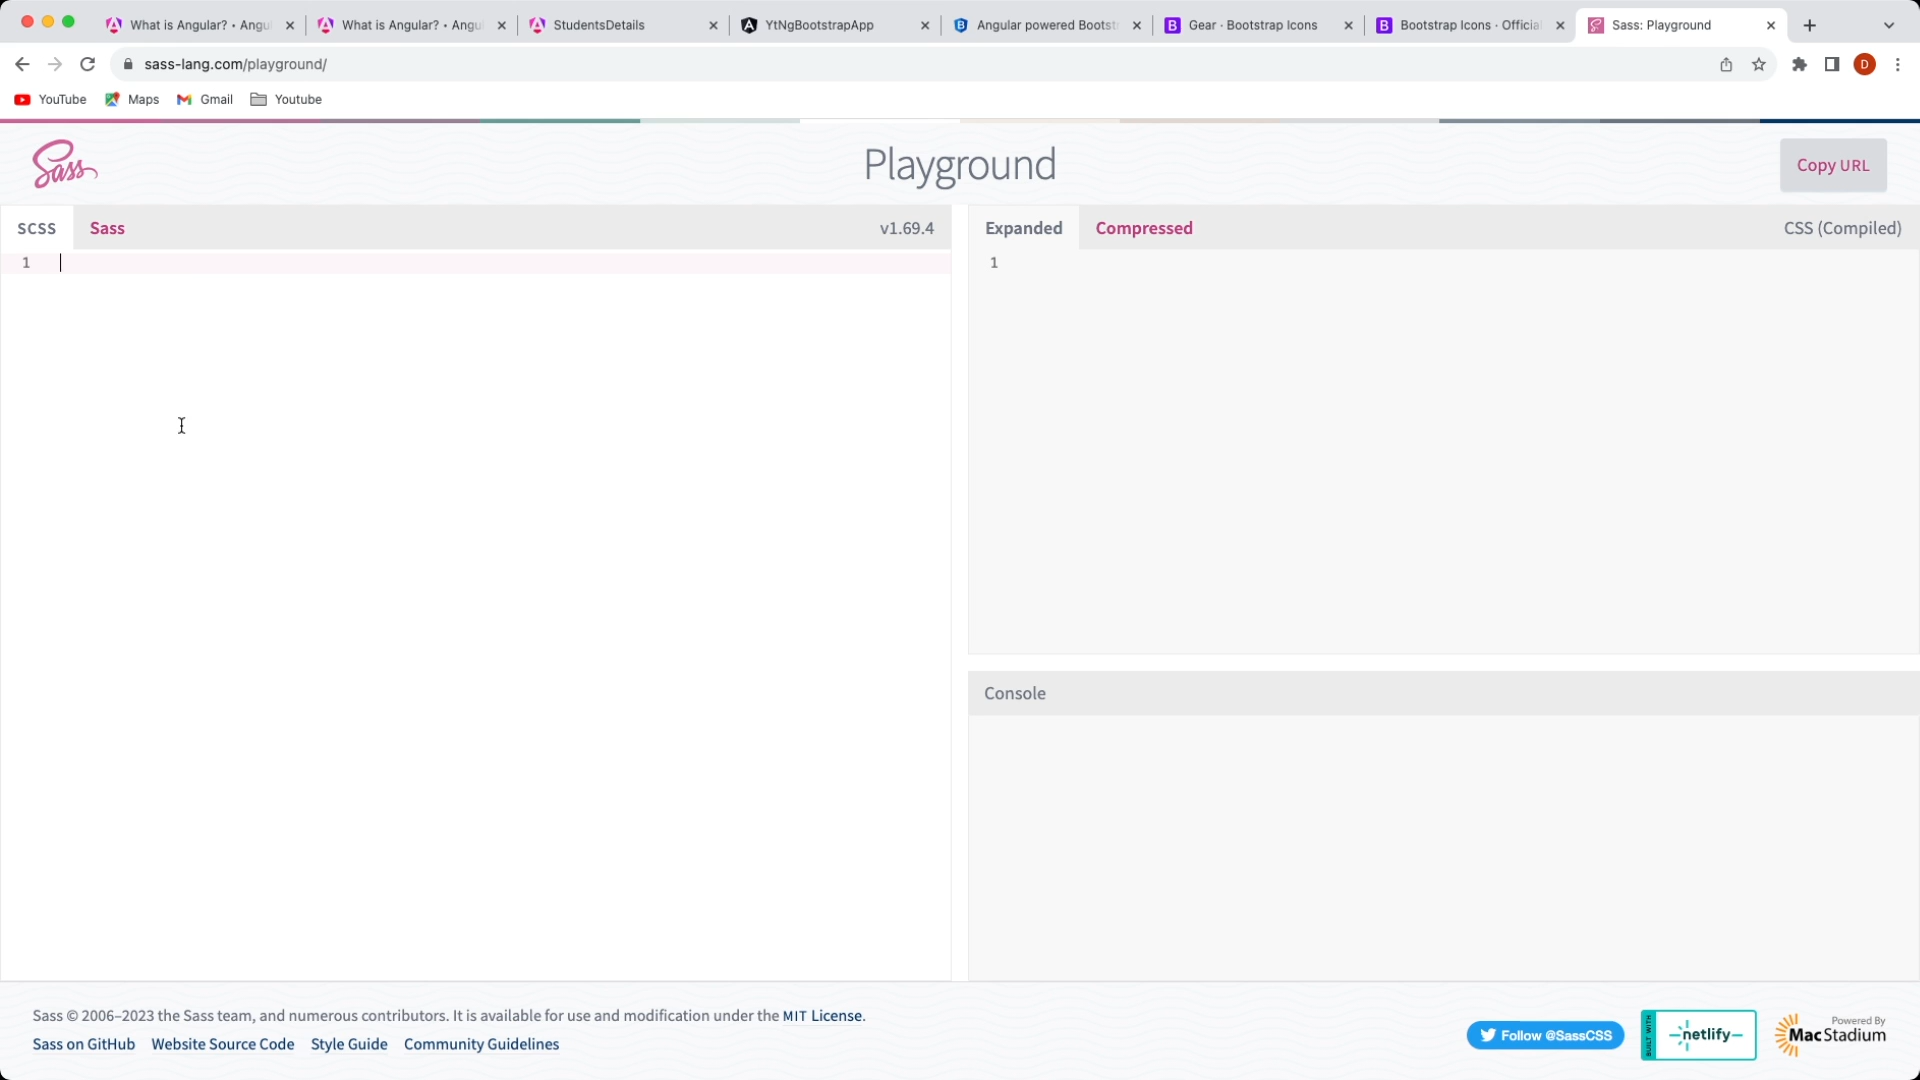 What is Angular? • Angu
What is Angular? • Angu
StudentsDetails
YtNgBootstrapApp
Angular powered Bootst
Gear · Bootstrap Icons
Bootstrap Icons · Official
Sass: Playground
sass-lang.com/playground/
D
YouTube
Maps
Gmail
Youtube
Sass
Playground
Copy URL
SCSS
Sass
v1.69.4
Expanded
Compressed
CSS (Compiled)
1
1
Console
Sass © 2006–2023 the Sass team, and numerous contributors. It is available for use and modification under the MIT License.
Sass on GitHub
Website Source Code
Style Guide
Community Guidelines
Follow @SassCSS
BUILT WITH
netlify
Powered By
MacStadium